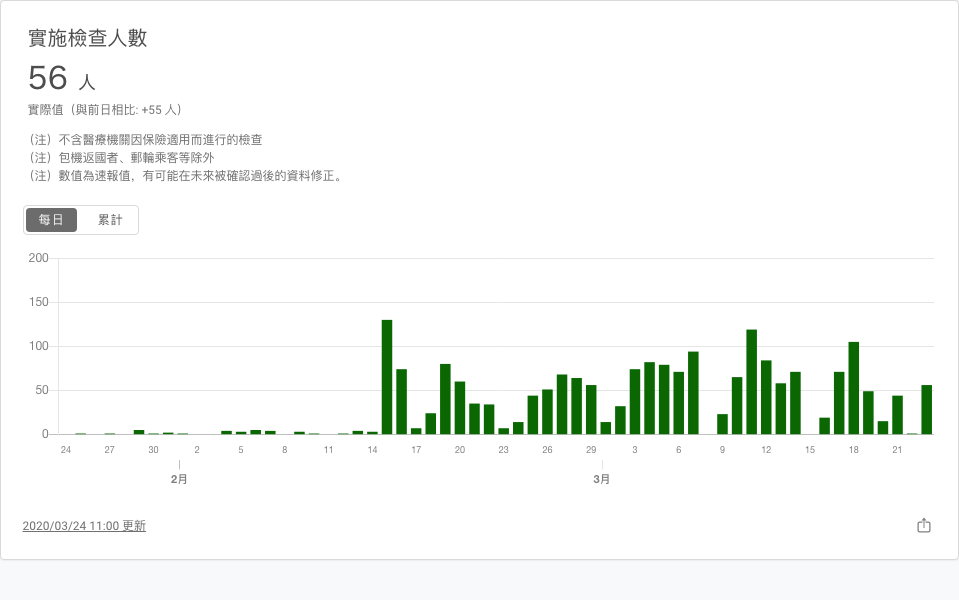 實施檢查人數
56 人
實際值（與前日相比: +55 人）
（注）不含醫療機關因保險適用而進行的檢查
（注）包機返國者、郵輪乘客等除外
（注）數值為速報值，有可能在未來被確認過後的資料修正。
每日 累計
200
150
100
50
0
24 27 30 2 5 8 11 14 17 20 23 26 29 3 6 9 12 15 18 21
2月 3月
2020/03/24 11:00 更新